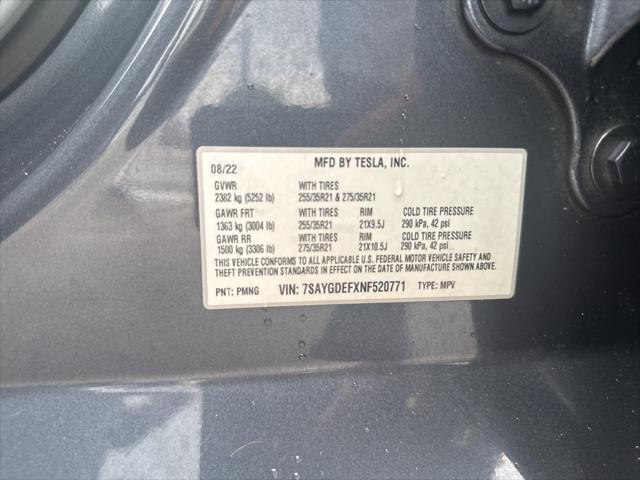 08/22 MFD BY TESLA, INC.
GVWR WITH TIRES
2382 kg (5252 lb) 255/35R21 & 275/35R21
GAWR FRT WITH TIRES RIM COLD TIRE PRESSURE
1363 kg (3004 lb) 255/35R21 21X9.5J 290 kPa, 42 psi
GAWR RR WITH TIRES RIM COLD TIRE PRESSURE
1500 kg (3306 lb) 275/35R21 21X10.5J 290 kPa, 42 psi
THIS VEHICLE CONFORMS TO ALL APPLICABLE U.S. FEDERAL MOTOR VEHICLE SAFETY AND
THEFT PREVENTION STANDARDS IN EFFECT ON THE DATE OF MANUFACTURE SHOWN ABOVE.
PNT: PMNG VIN: 7SAYGDEFXNF520771 TYPE: MPV